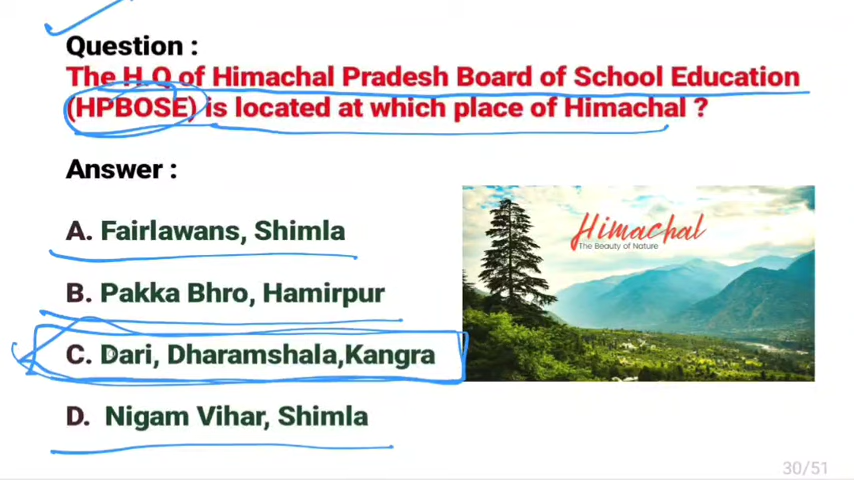 Question :
The H.Q of Himachal Pradesh Board of School Education
(HPBOSE) is located at which place of Himachal ?
Answer :
A. Fairlawans, Shimla
B. Pakka Bhro, Hamirpur
C. Dari, Dharamshala,Kangra
D. Nigam Vihar, Shimla
Himachal
The Beauty of Nature
30/51